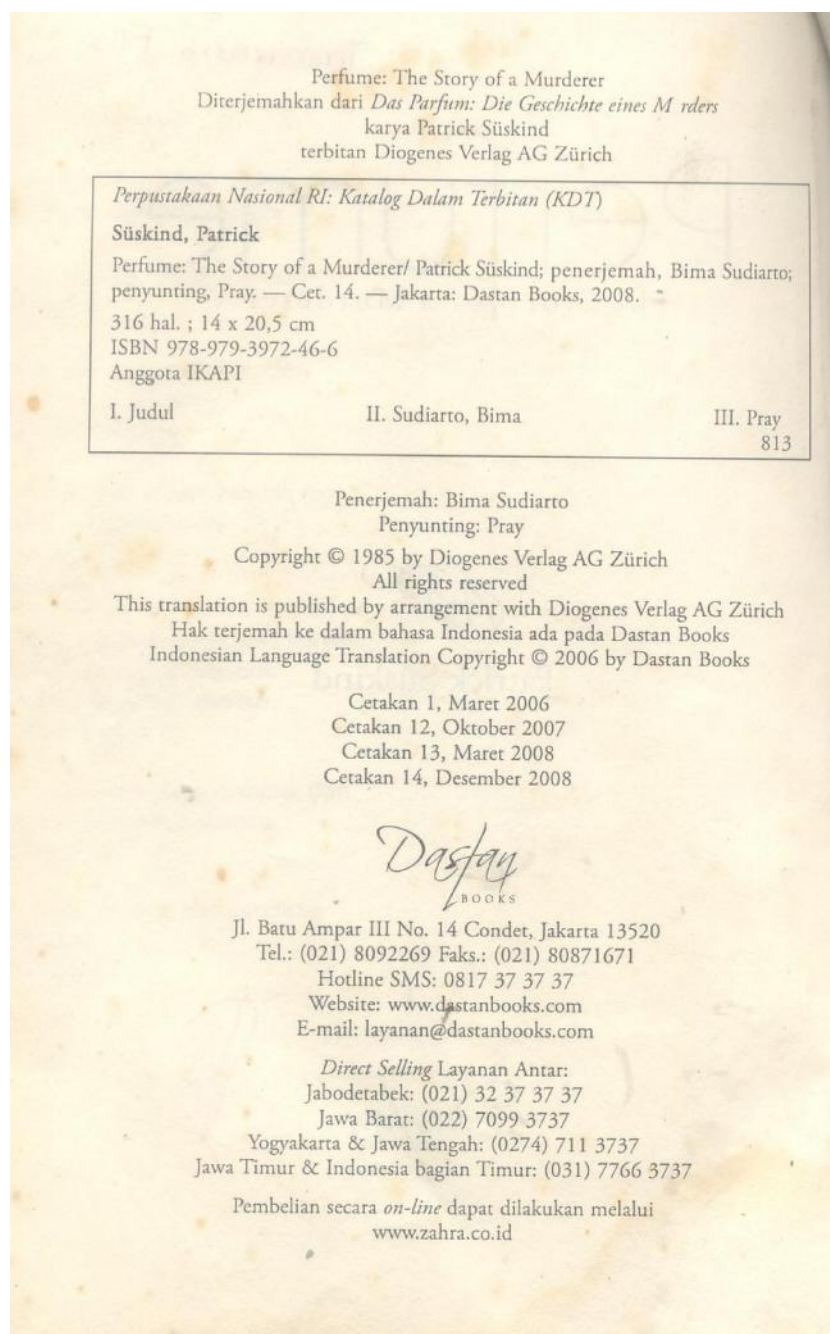 Perfume: The Story of a Murderer
Diterjemahkan dari Das Parfum: Die Geschichte eines M rders
karya Patrick Süskind
terbitan Diogenes Verlag AG Zürich
Perpustakaan Nasional RI: Katalog Dalam Terbitan (KDT)
Süskind, Patrick
Perfume: The Story of a Murderer/ Patrick Süskind; penerjemah, Bima Sudiarto;
penyunting, Pray. — Cet. 14. — Jakarta: Dastan Books, 2008.
316 hal. ; 14 x 20,5 cm
ISBN 978-979-3972-46-6
Anggota IKAPI
I. Judul II. Sudiarto, Bima III. Pray
813
Penerjemah: Bima Sudiarto
Penyunting: Pray
Copyright © 1985 by Diogenes Verlag AG Zürich
All rights reserved
This translation is published by arrangement with Diogenes Verlag AG Zürich
Hak terjemah ke dalam bahasa Indonesia ada pada Dastan Books
Indonesian Language Translation Copyright © 2006 by Dastan Books
Cetakan 1, Maret 2006
Cetakan 12, Oktober 2007
Cetakan 13, Maret 2008
Cetakan 14, Desember 2008
Dastan
BOOKS
Jl. Batu Ampar III No. 14 Condet, Jakarta 13520
Tel.: (021) 8092269 Faks.: (021) 80871671
Hotline SMS: 0817 37 37 37
Website: www.dastanbooks.com
E-mail: layanan@dastanbooks.com
Direct Selling Layanan Antar:
Jabodetabek: (021) 32 37 37 37
Jawa Barat: (022) 7099 3737
Yogyakarta & Jawa Tengah: (0274) 711 3737
Jawa Timur & Indonesia bagian Timur: (031) 7766 3737
Pembelian secara on-line dapat dilakukan melalui
www.zahra.co.id